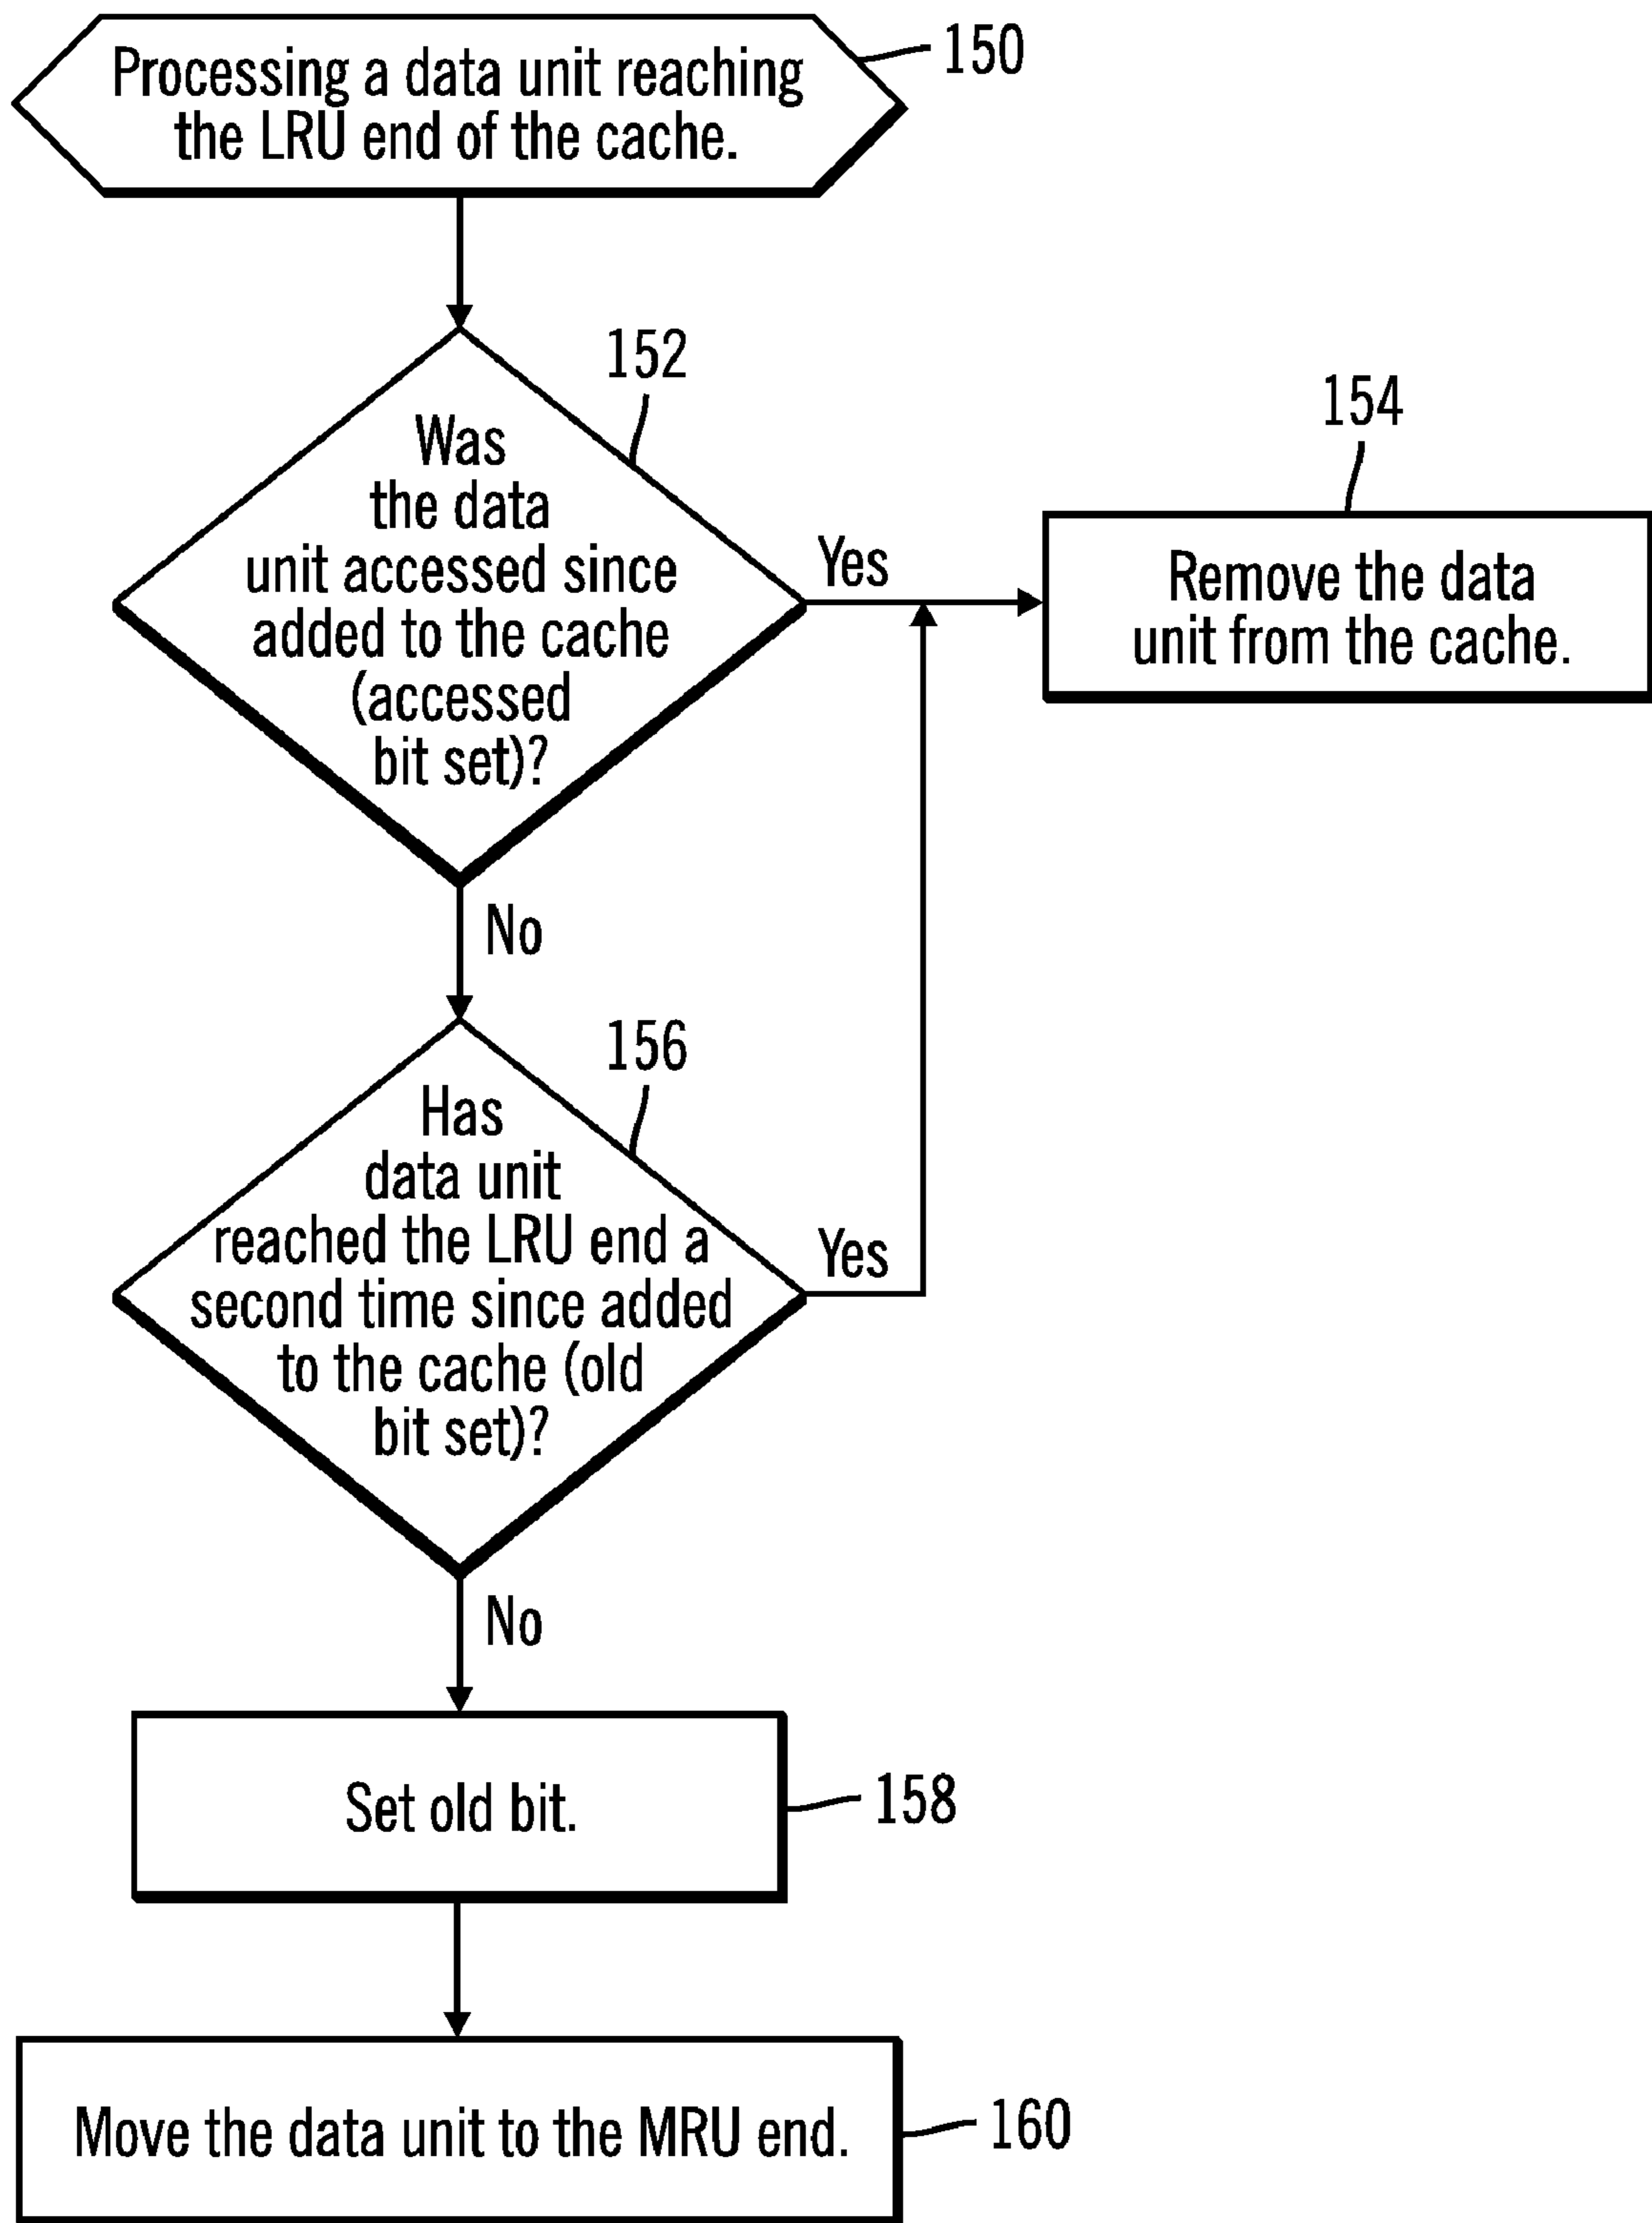 Processing a data unit reaching
the LRU end of the cache.
150
152
Was
the data
unit accessed since
added to the cache
(accessed
bit set)?
Yes
154
Remove the data
unit from the cache.
No
156
Has
data unit
reached the LRU end a
second time since added
to the cache (old
bit set)?
Yes
No
Set old bit.
158
Move the data unit to the MRU end.
160